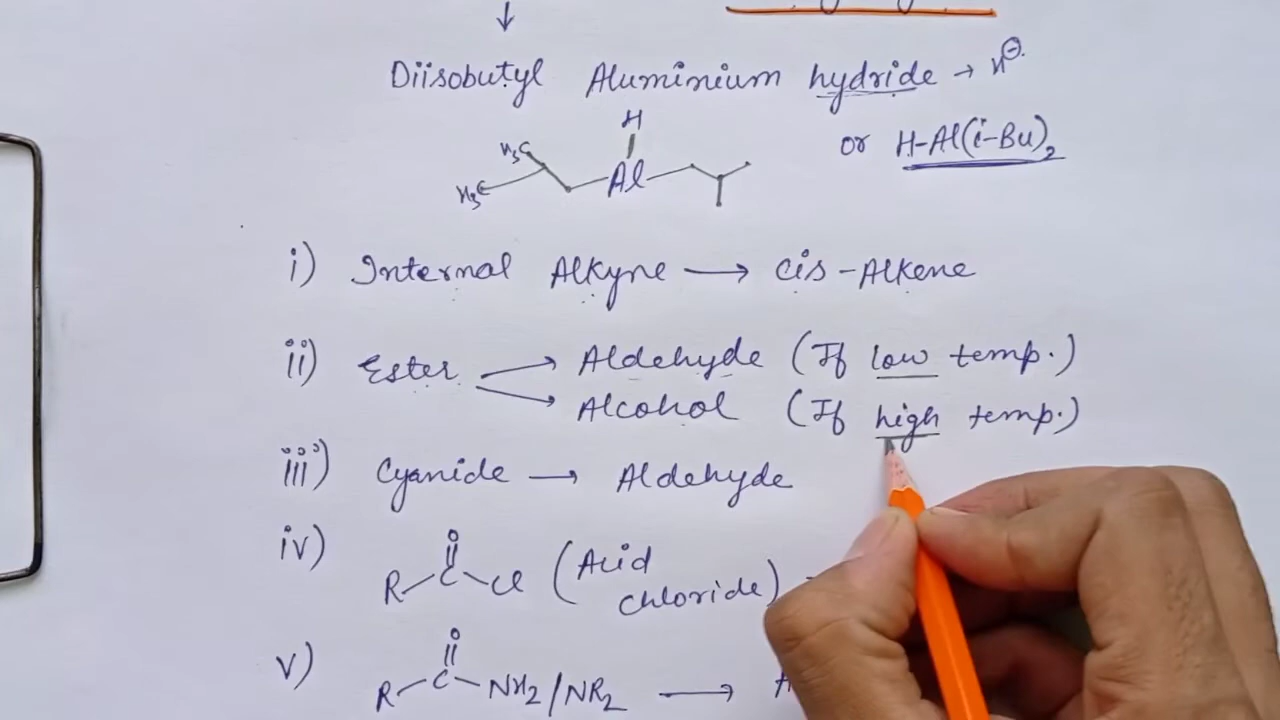 ↓
Diisobutyl Aluminium hydride → H⊖
or H-Al(i-Bu)₂
H
H₃C
H₃C
Al
i) Internal Alkyne → cis-Alkene
ii) Ester → Aldehyde (If low temp.)
→ Alcohol (If high temp.)
iii) Cyanide → Aldehyde
iv) R-C(=O)-Cl (Acid chloride)
v) R-C(=O)-NH₂/NR₂ → A